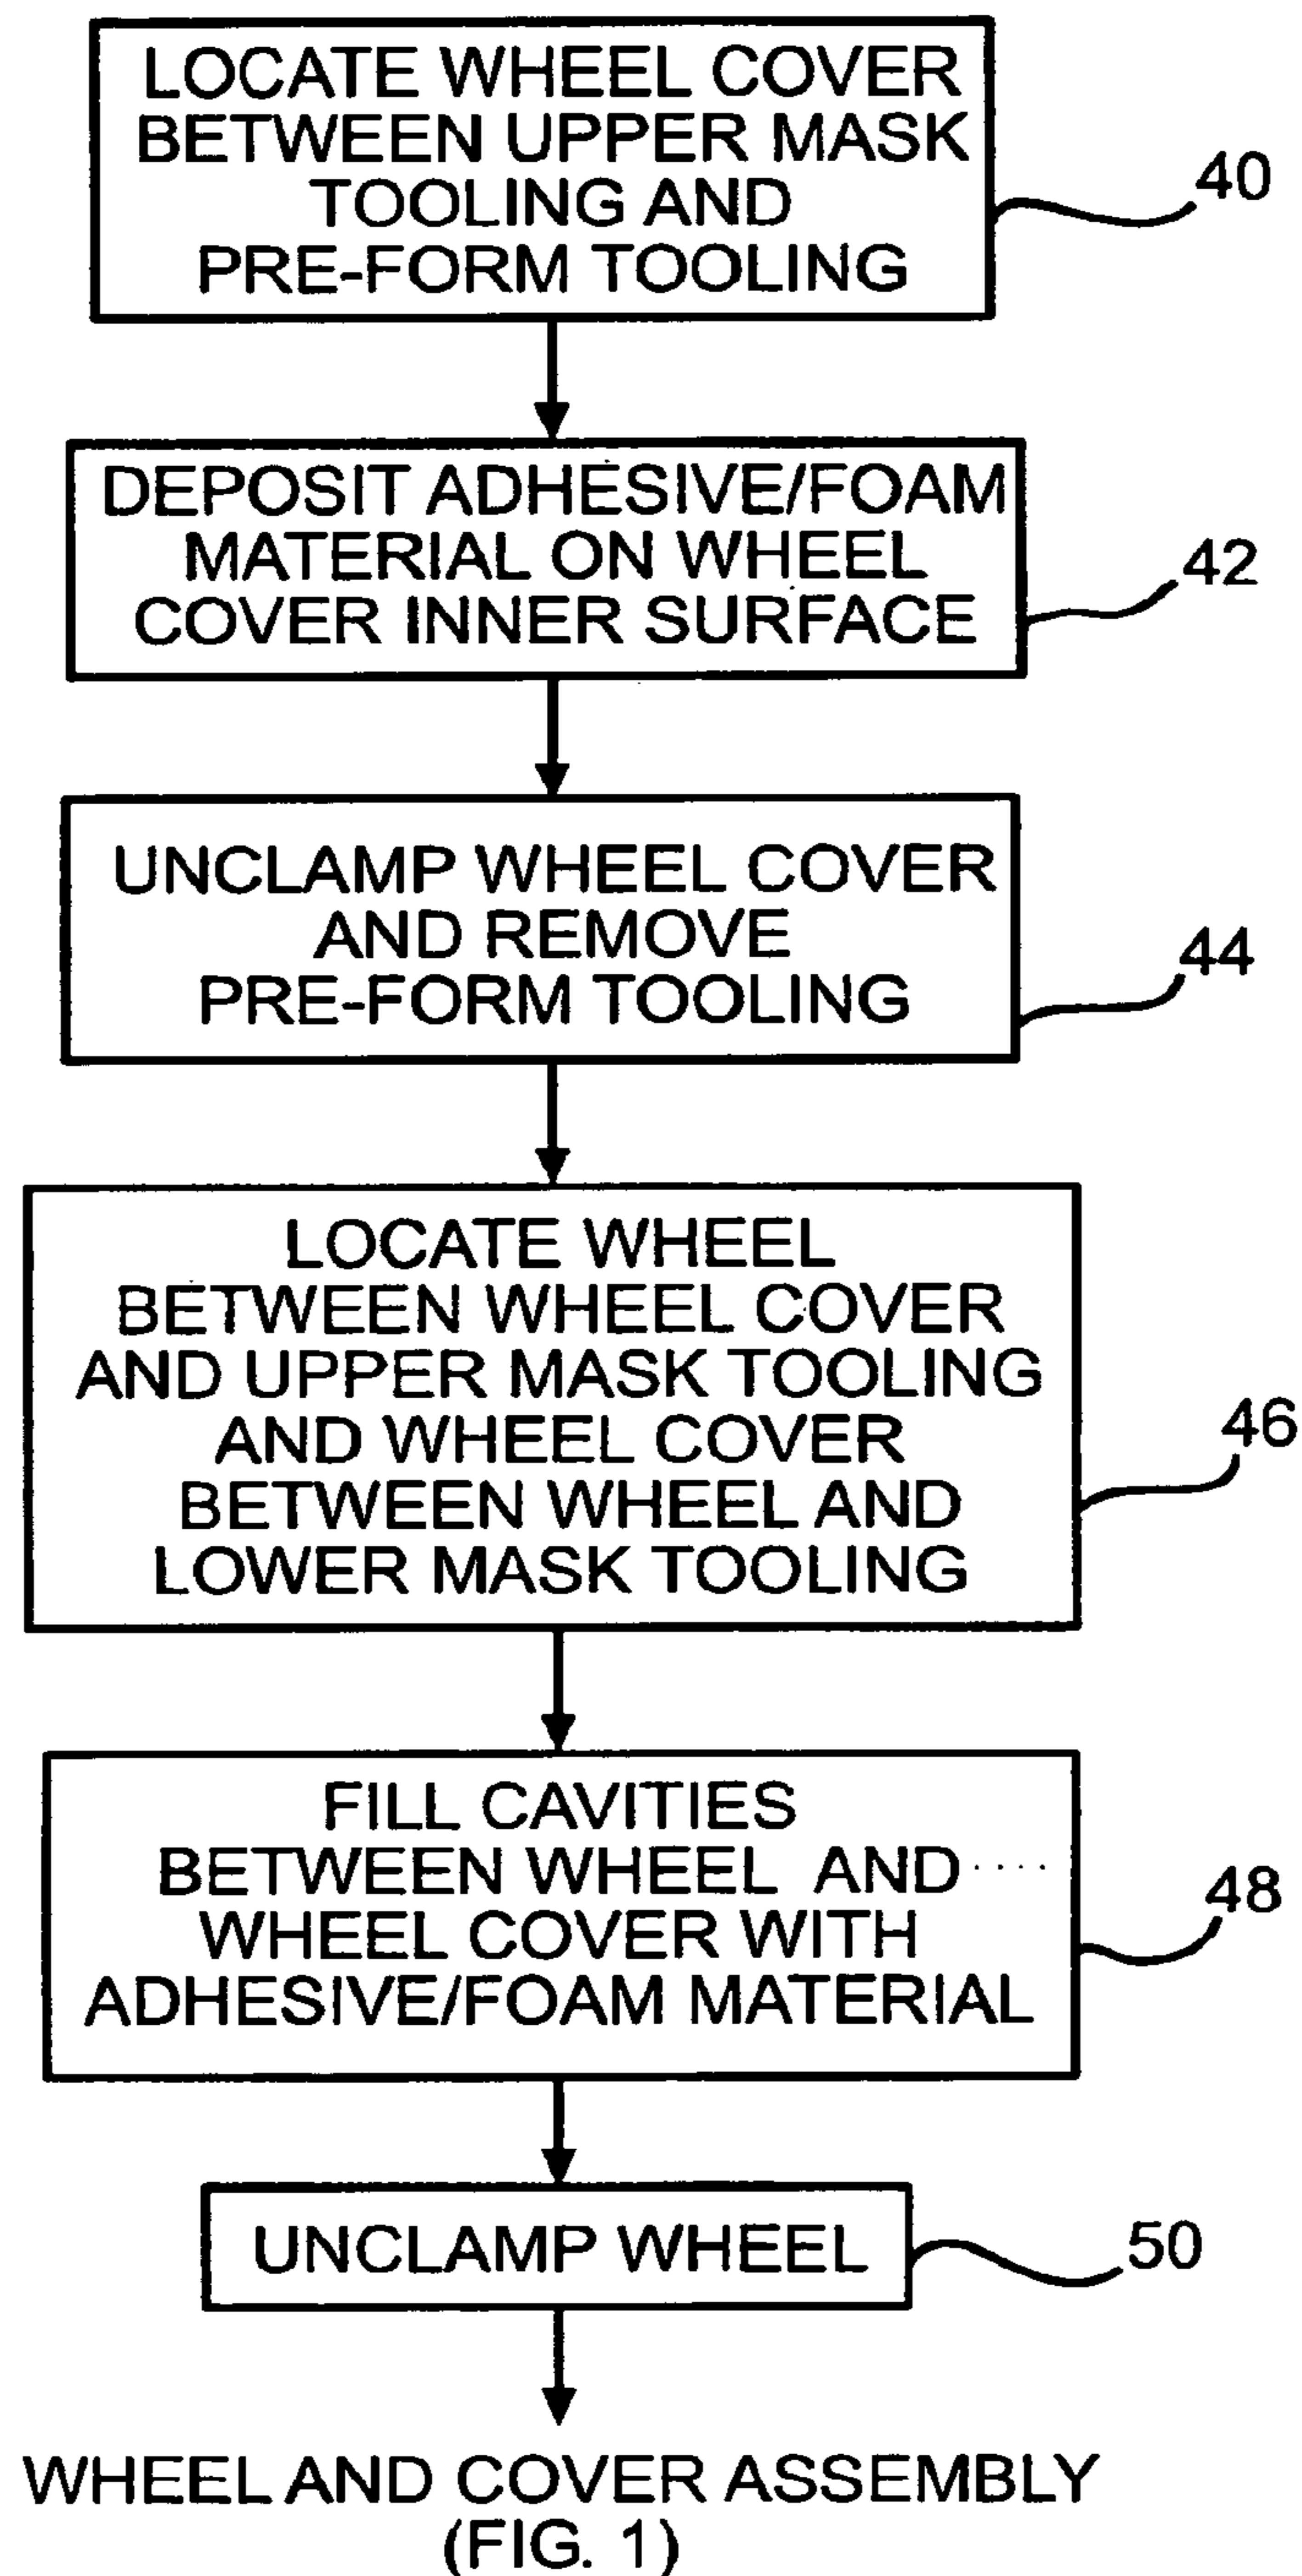 LOCATE WHEEL COVER
BETWEEN UPPER MASK
TOOLING AND
PRE-FORM TOOLING
40
DEPOSIT ADHESIVE/FOAM
MATERIAL ON WHEEL
COVER INNER SURFACE
42
UNCLAMP WHEEL COVER
AND REMOVE
PRE-FORM TOOLING
44
LOCATE WHEEL
BETWEEN WHEEL COVER
AND UPPER MASK TOOLING
AND WHEEL COVER
BETWEEN WHEEL AND
LOWER MASK TOOLING
46
FILL CAVITIES
BETWEEN WHEEL AND
WHEEL COVER WITH
ADHESIVE/FOAM MATERIAL
48
UNCLAMP WHEEL
50
WHEEL AND COVER ASSEMBLY
(FIG. 1)